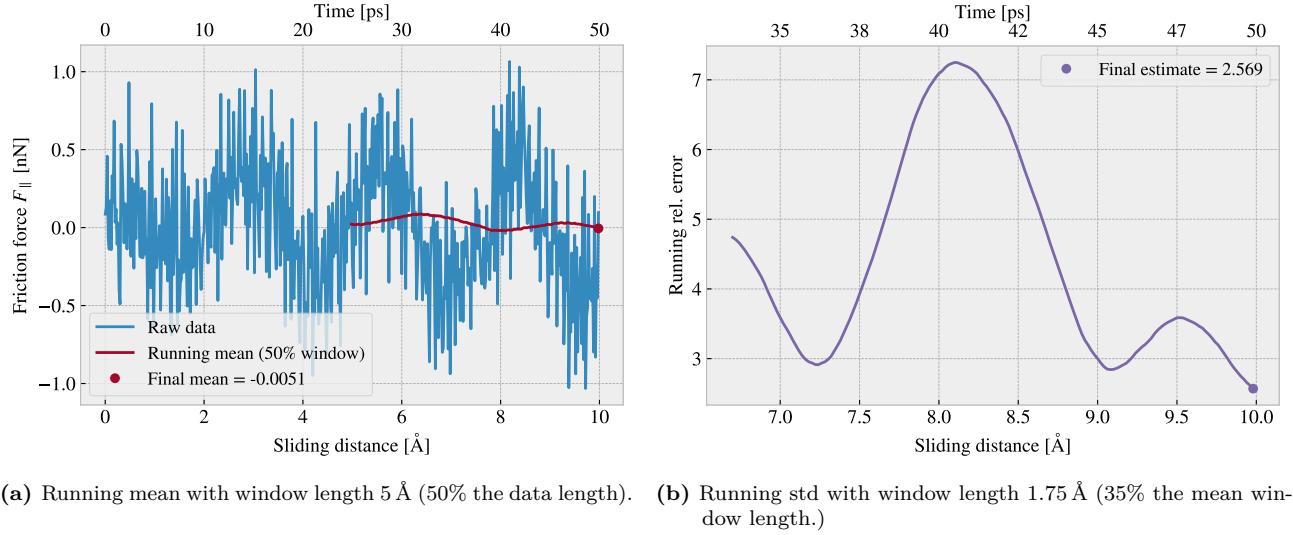 Time [ps]
0 10 20 30 40 50
1.0
0.5
0.0
−0.5
−1.0
Friction force F∥ [nN]
Raw data
Running mean (50% window)
Final mean = -0.0051
0 2 4 6 8 10
Sliding distance [Å]
(a) Running mean with window length 5 Å (50% the data length).
Time [ps]
35 38 40 42 45 47 50
7
6
5
4
3
Running rel. error
Final estimate = 2.569
7.0 7.5 8.0 8.5 9.0 9.5 10.0
Sliding distance [Å]
(b) Running std with window length 1.75 Å (35% the mean win-
dow length.)